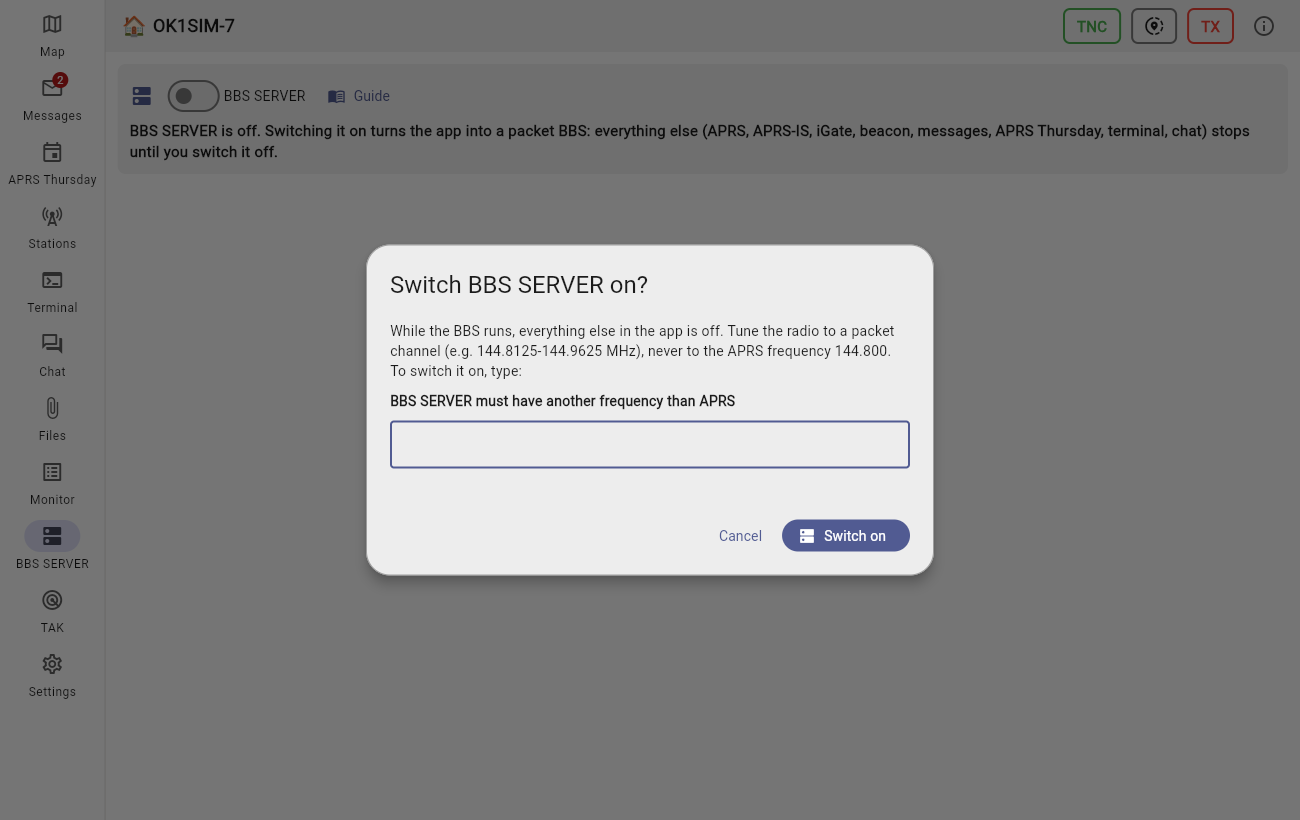 Map
2
Messages
APRS Thursday
Stations
Terminal
Chat
Files
Monitor
BBS SERVER
TAK
Settings
OK1SIM-7
TNC
TX
BBS SERVER
Guide
BBS SERVER is off. Switching it on turns the app into a packet BBS: everything else (APRS, APRS-IS, iGate, beacon, messages, APRS Thursday, terminal, chat) stops
until you switch it off.
Switch BBS SERVER on?
While the BBS runs, everything else in the app is off. Tune the radio to a packet
channel (e.g. 144.8125-144.9625 MHz), never to the APRS frequency 144.800.
To switch it on, type:
BBS SERVER must have another frequency than APRS
Cancel
Switch on